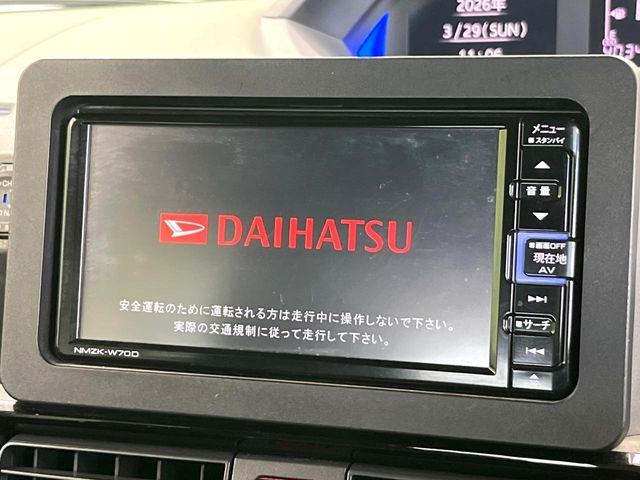 2026年
3/29(SUN)
11:06
メニュー
■スタンバイ
音量
DAIHATSU
■画面OFF
現在地
AV
安全運転のために運転される方は走行中に操作しないで下さい。
実際の交通規制に従って走行して下さい。
■サーチ
NMZK-W70D